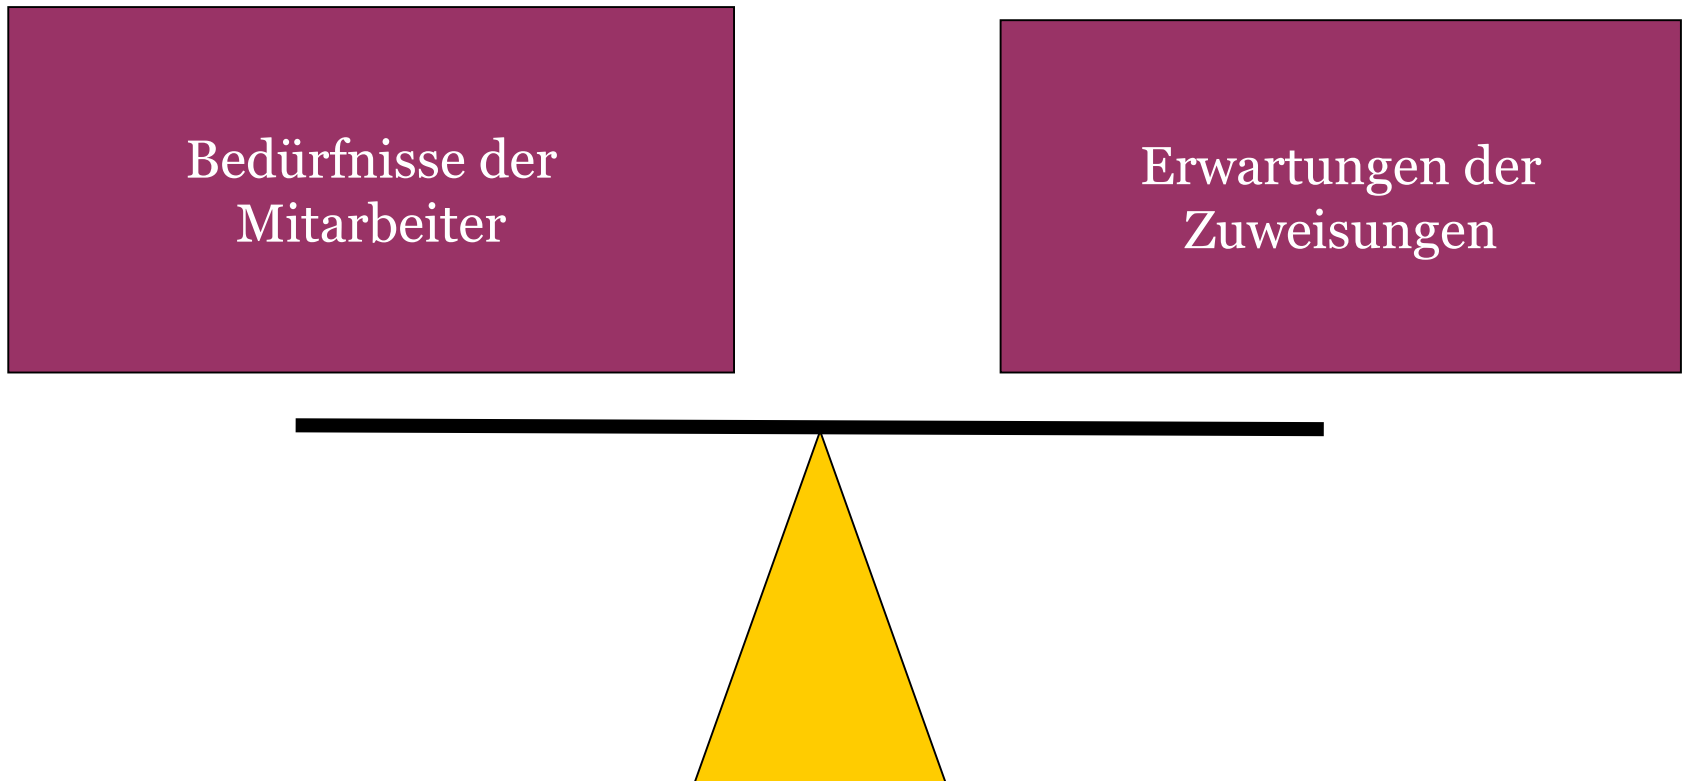 Bedürfnisse der
Mitarbeiter
Erwartungen der
Zuweisungen